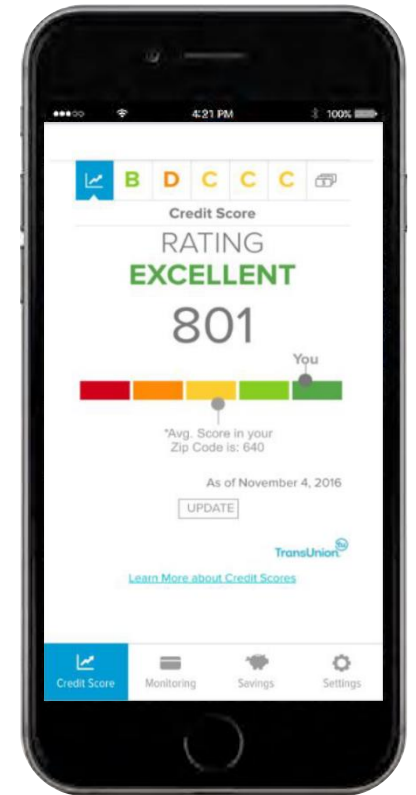 4:21 PM 100%
B D C C C
Credit Score
RATING
EXCELLENT
801
You
*Avg. Score in your
Zip Code is: 640
As of November 4, 2016
UPDATE
TransUnion
Learn More about Credit Scores
Credit Score Monitoring Savings Settings